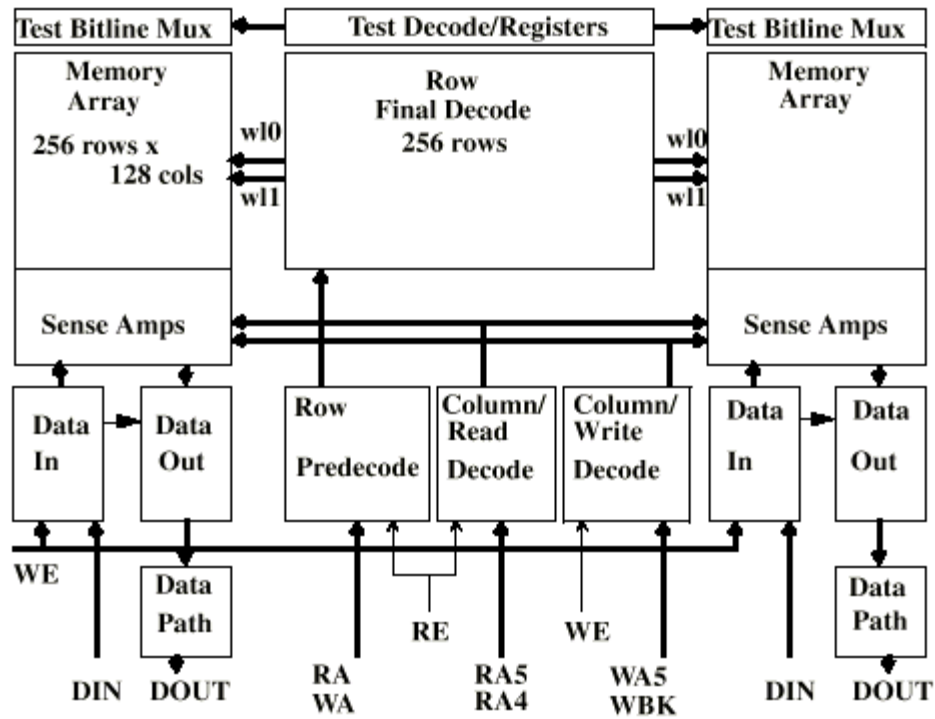 Test Bitline Mux
Test Decode/Registers
Test Bitline Mux
Memory
Array
256 rows x
128 cols
wl0
wl1
Row
Final Decode
256 rows
wl0
wl1
Memory
Array
Sense Amps
Sense Amps
Data
In
Data
Out
Row
Predecode
Column/
Read
Decode
Column/
Write
Decode
Data
In
Data
Out
WE
Data
Path
RE
WE
Data
Path
DIN
DOUT
RA
WA
RA5
RA4
WA5
WBK
DIN
DOUT